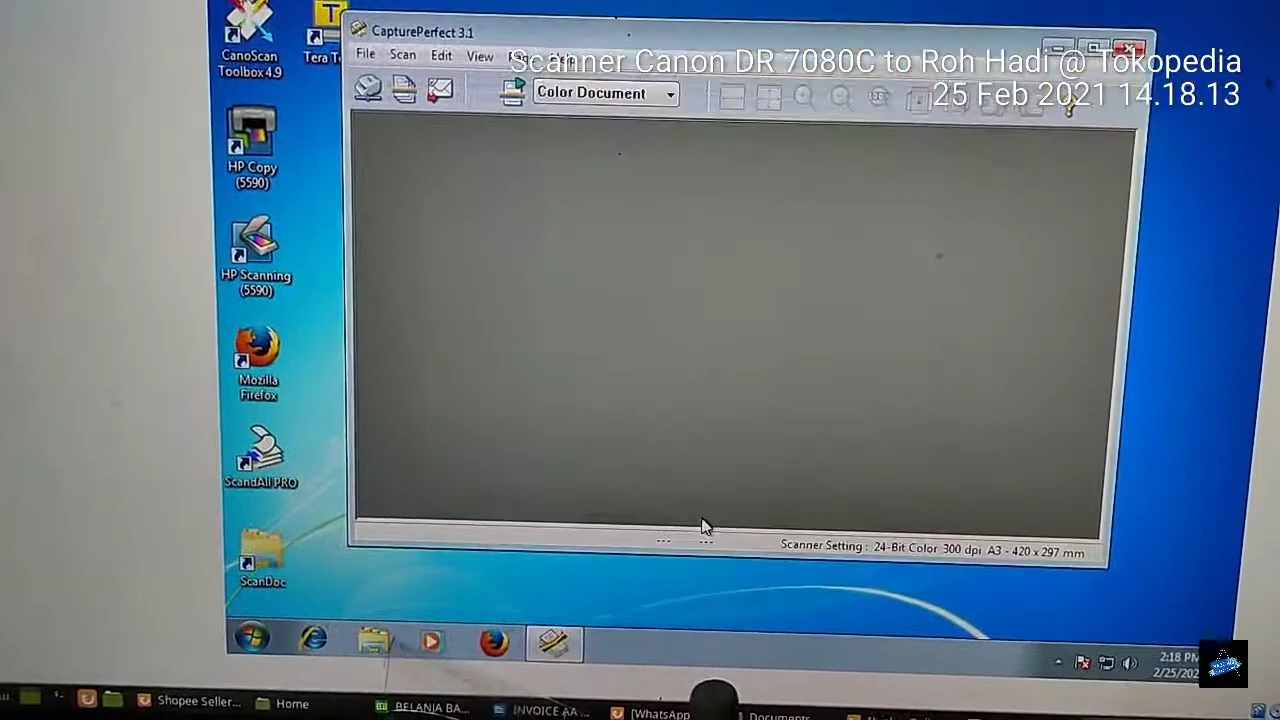 CanoScan
Toolbox 4.9
HP Copy
(5590)
HP Scanning
(5590)
Mozilla
Firefox
ScandAll PRO
ScanDoc
CapturePerfect 3.1
File Scan Edit View Help
Color Document
Scanner Canon DR 7080C to Roh Hadi @ Tokopedia
25 Feb 2021 14.18.13
Scanner Setting : 24-Bit Color 300 dpi A3 - 420 x 297 mm
2:18 PM
Shopee Seller...
Home
BELANJA BA...
INVOICE AA ...
[WhatsApp
Documents